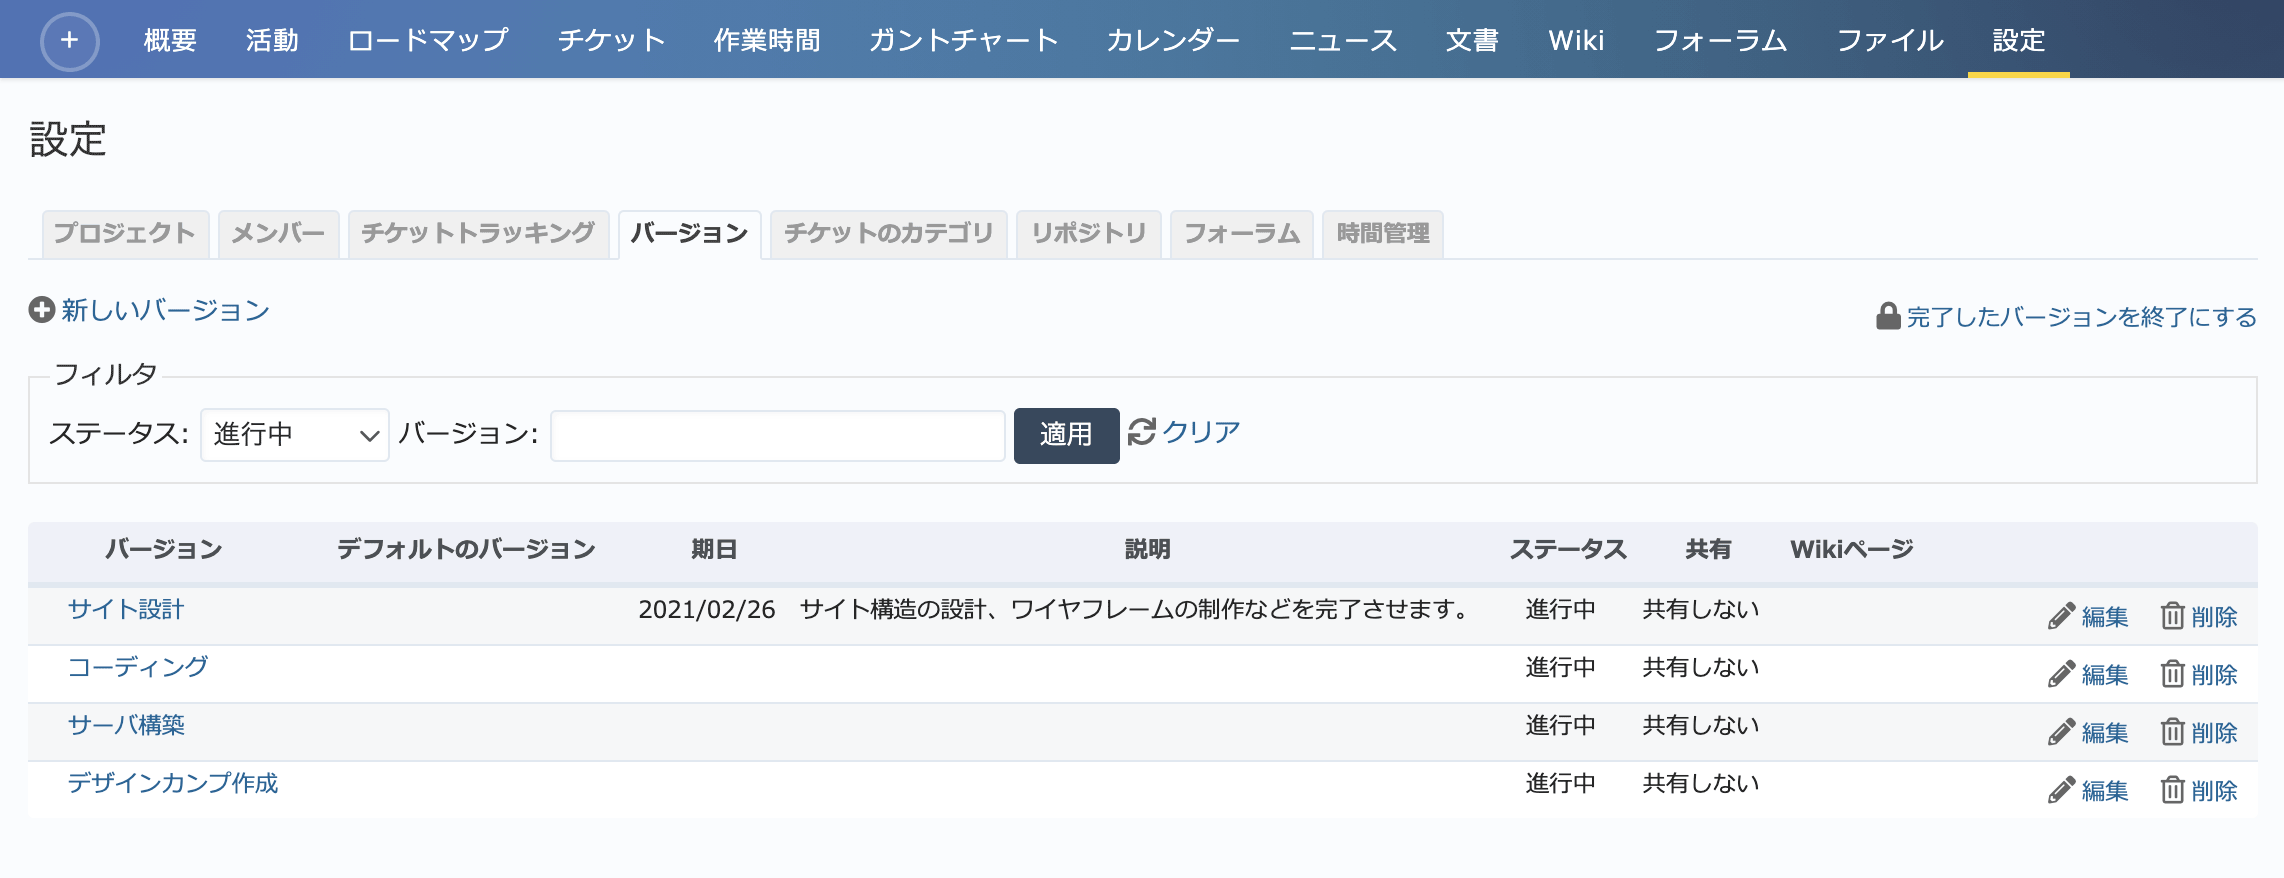 + 概要 活動 ロードマップ チケット 作業時間 ガントチャート カレンダー ニュース 文書 Wiki フォーラム ファイル 設定
設定
プロジェクト メンバー チケットトラッキング バージョン チケットのカテゴリ リポジトリ フォーラム 時間管理
新しいバージョン 完了したバージョンを終了にする
フィルタ
ステータス: 進行中 バージョン: 適用 クリア
バージョン デフォルトのバージョン 期日 説明 ステータス 共有 Wikiページ
サイト設計 2021/02/26 サイト構造の設計、ワイヤフレームの制作などを完了させます。 進行中 共有しない 編集 削除
コーディング 進行中 共有しない 編集 削除
サーバ構築 進行中 共有しない 編集 削除
デザインカンプ作成 進行中 共有しない 編集 削除